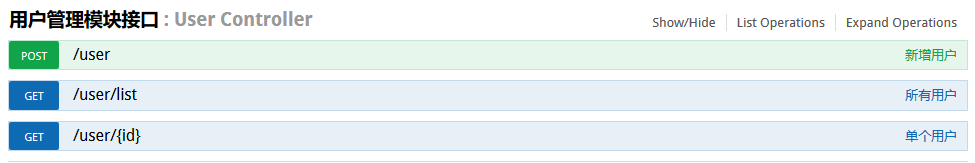 用户管理模块接口 : User Controller Show/Hide List Operations Expand Operations
POST /user 新增用户
GET /user/list 所有用户
GET /user/{id} 单个用户